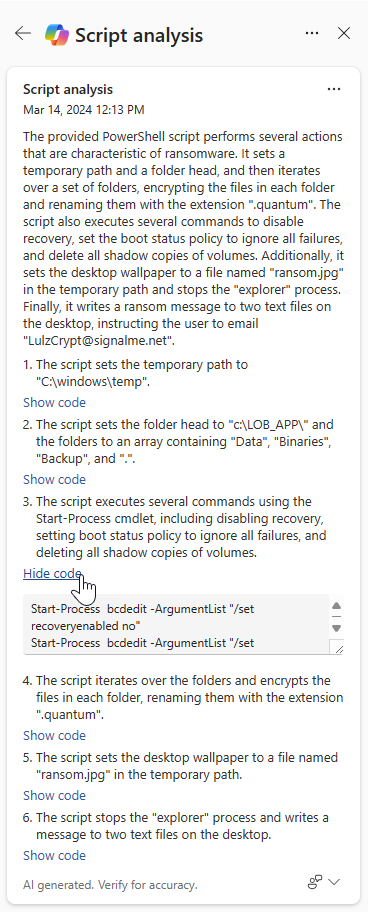 Script analysis
Script analysis
Mar 14, 2024 12:13 PM
The provided PowerShell script performs several actions
that are characteristic of ransomware. It sets a
temporary path and a folder head, and then iterates
over a set of folders, encrypting the files in each folder
and renaming them with the extension ".quantum". The
script also executes several commands to disable
recovery, set the boot status policy to ignore all failures,
and delete all shadow copies of volumes. Additionally, it
sets the desktop wallpaper to a file named "ransom.jpg"
in the temporary path and stops the "explorer" process.
Finally, it writes a ransom message to two text files on
the desktop, instructing the user to email
"LulzCrypt@signalme.net".
1. The script sets the temporary path to
"C:\windows\temp".
Show code
2. The script sets the folder head to "c:\LOB_APP\" and
the folders to an array containing "Data", "Binaries",
"Backup", and ".".
Show code
3. The script executes several commands using the
Start-Process cmdlet, including disabling recovery,
setting boot status policy to ignore all failures, and
deleting all shadow copies of volumes.
Hide code
Start-Process bcdedit -ArgumentList "/set
recoveryenabled no"
Start-Process bcdedit -ArgumentList "/set
4. The script iterates over the folders and encrypts the
files in each folder, renaming them with the extension
".quantum".
Show code
5. The script sets the desktop wallpaper to a file named
"ransom.jpg" in the temporary path.
Show code
6. The script stops the "explorer" process and writes a
message to two text files on the desktop.
Show code
AI generated. Verify for accuracy.